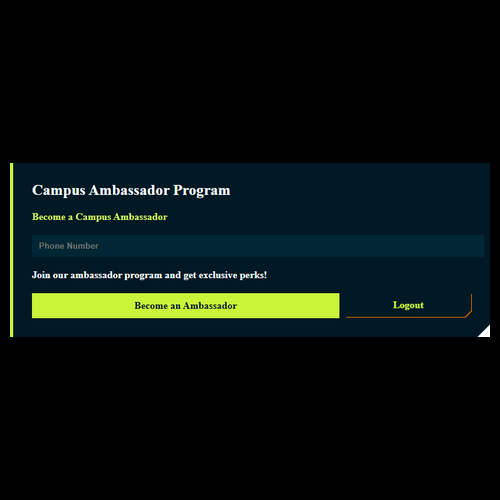 Campus Ambassador Program
Become a Campus Ambassador
Phone Number
Join our ambassador program and get exclusive perks!
Become an Ambassador
Logout